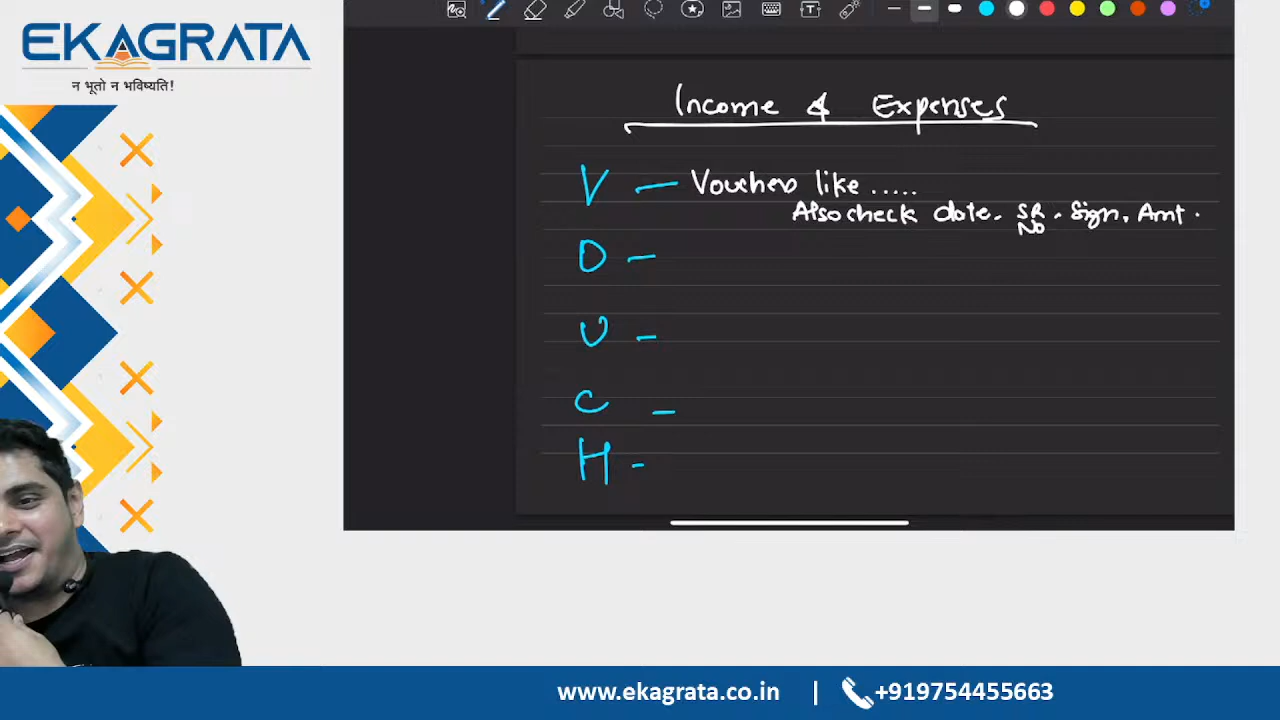 EKAGRATA
न भूतो न भविष्यति!
Income & Expenses
V — Vouchers like .....
Also check date. SR No. Sign, Amt.
D —
U —
C —
H -
www.ekagrata.co.in | +919754455663